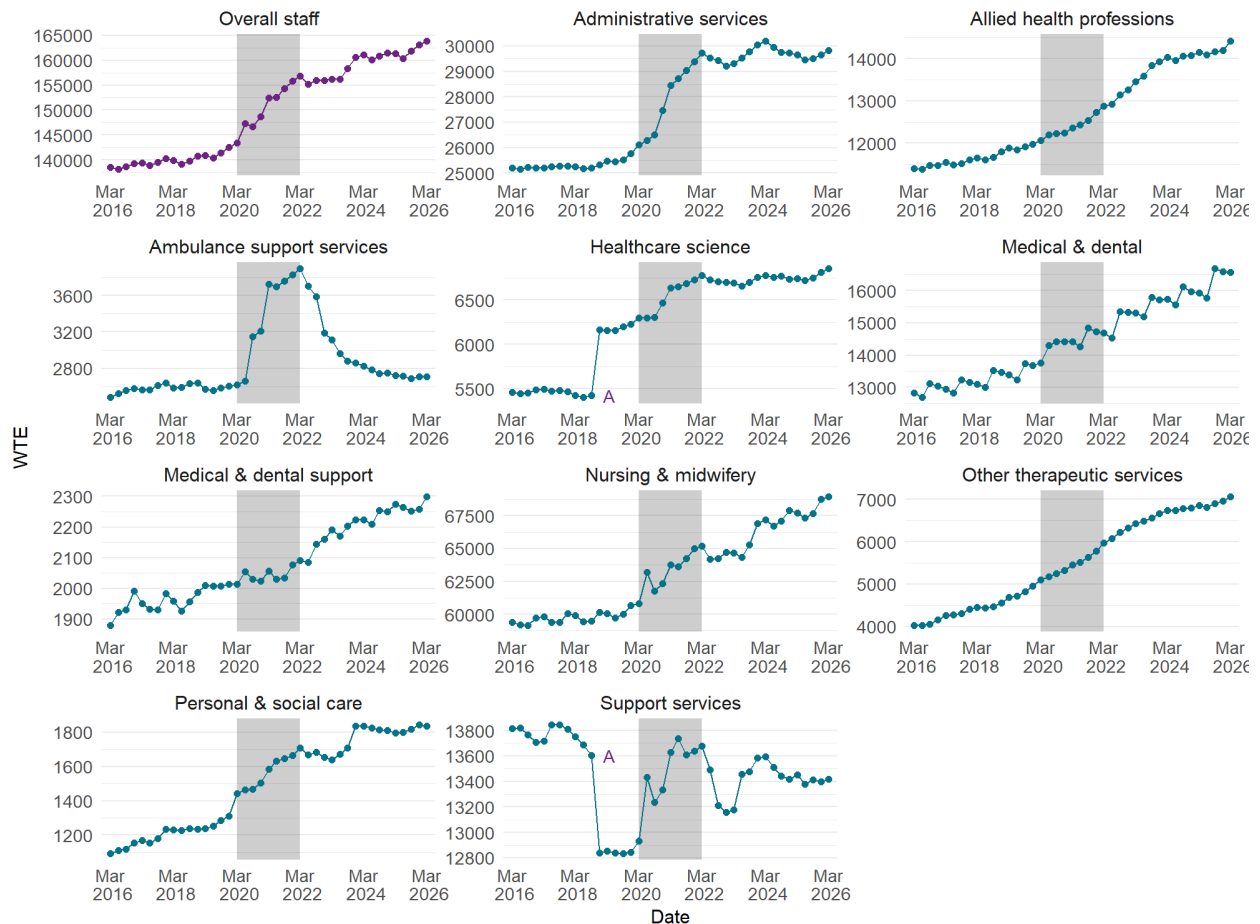 Overall staff
Administrative services
Allied health professions
165000
160000
155000
150000
145000
140000
30000
29000
28000
27000
26000
25000
14000
13000
12000
Mar Mar Mar Mar Mar Mar
2016 2018 2020 2022 2024 2026
Mar Mar Mar Mar Mar Mar
2016 2018 2020 2022 2024 2026
Mar Mar Mar Mar Mar Mar
2016 2018 2020 2022 2024 2026
Ambulance support services
Healthcare science
Medical & dental
3600
3200
2800
6500
6000
5500
A
16000
15000
14000
13000
Mar Mar Mar Mar Mar Mar
2016 2018 2020 2022 2024 2026
Mar Mar Mar Mar Mar Mar
2016 2018 2020 2022 2024 2026
Mar Mar Mar Mar Mar Mar
2016 2018 2020 2022 2024 2026
WTE
Medical & dental support
Nursing & midwifery
Other therapeutic services
2300
2200
2100
2000
1900
67500
65000
62500
60000
7000
6000
5000
4000
Mar Mar Mar Mar Mar Mar
2016 2018 2020 2022 2024 2026
Mar Mar Mar Mar Mar Mar
2016 2018 2020 2022 2024 2026
Mar Mar Mar Mar Mar Mar
2016 2018 2020 2022 2024 2026
Personal & social care
Support services
1800
1600
1400
1200
13800
13600
13400
13200
13000
12800
A
Mar Mar Mar Mar Mar Mar
2016 2018 2020 2022 2024 2026
Mar Mar Mar Mar Mar Mar
2016 2018 2020 2022 2024 2026
Date